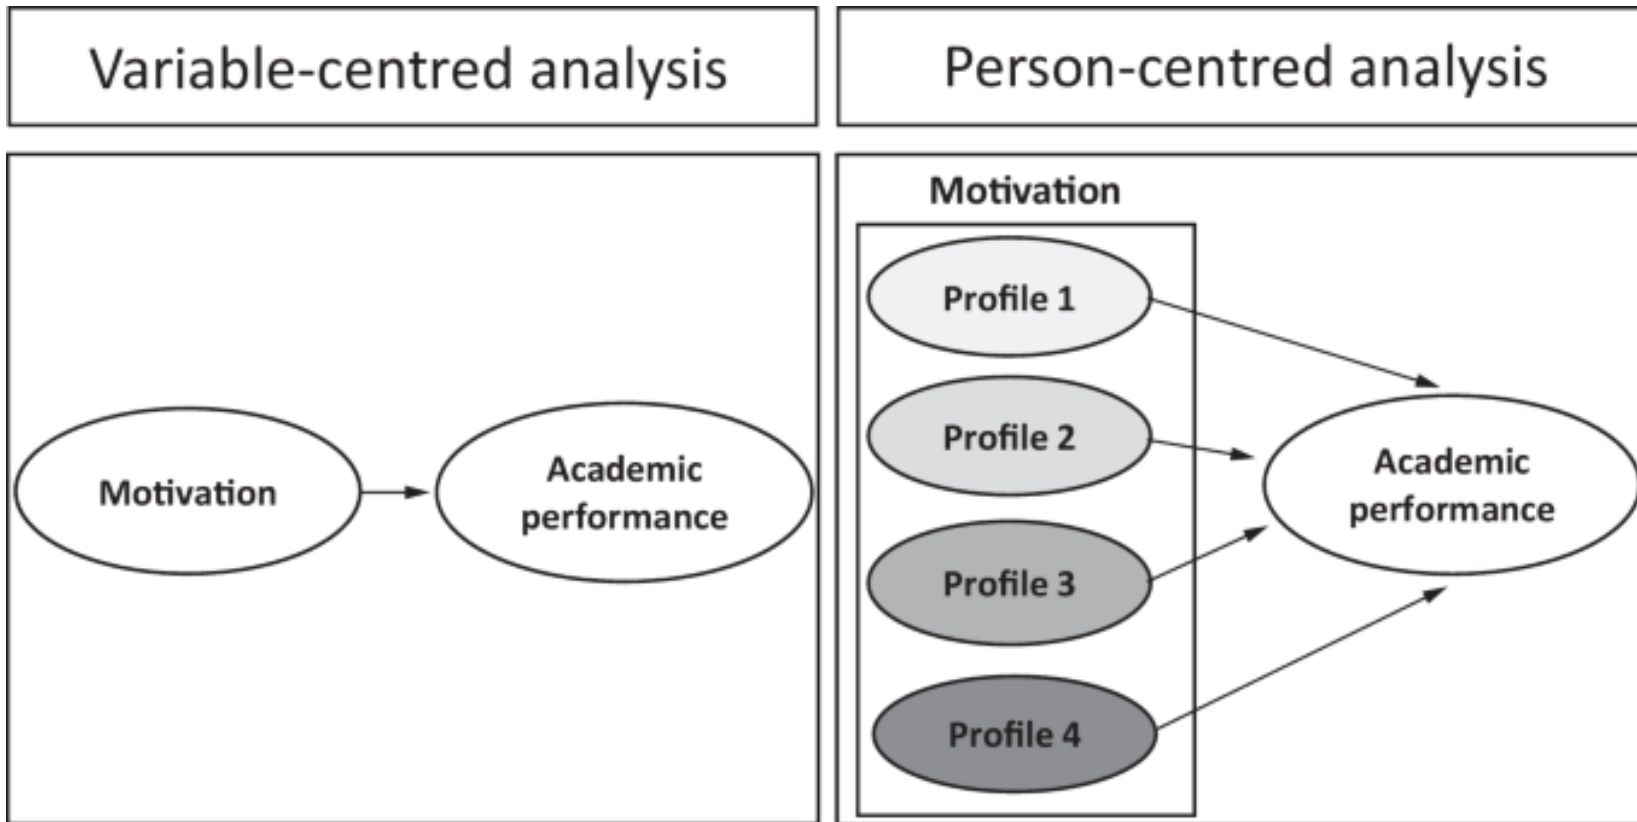 Variable-centred analysis
Person-centred analysis
Motivation
Academic
performance
Motivation
Profile 1
Profile 2
Profile 3
Profile 4
Academic
performance